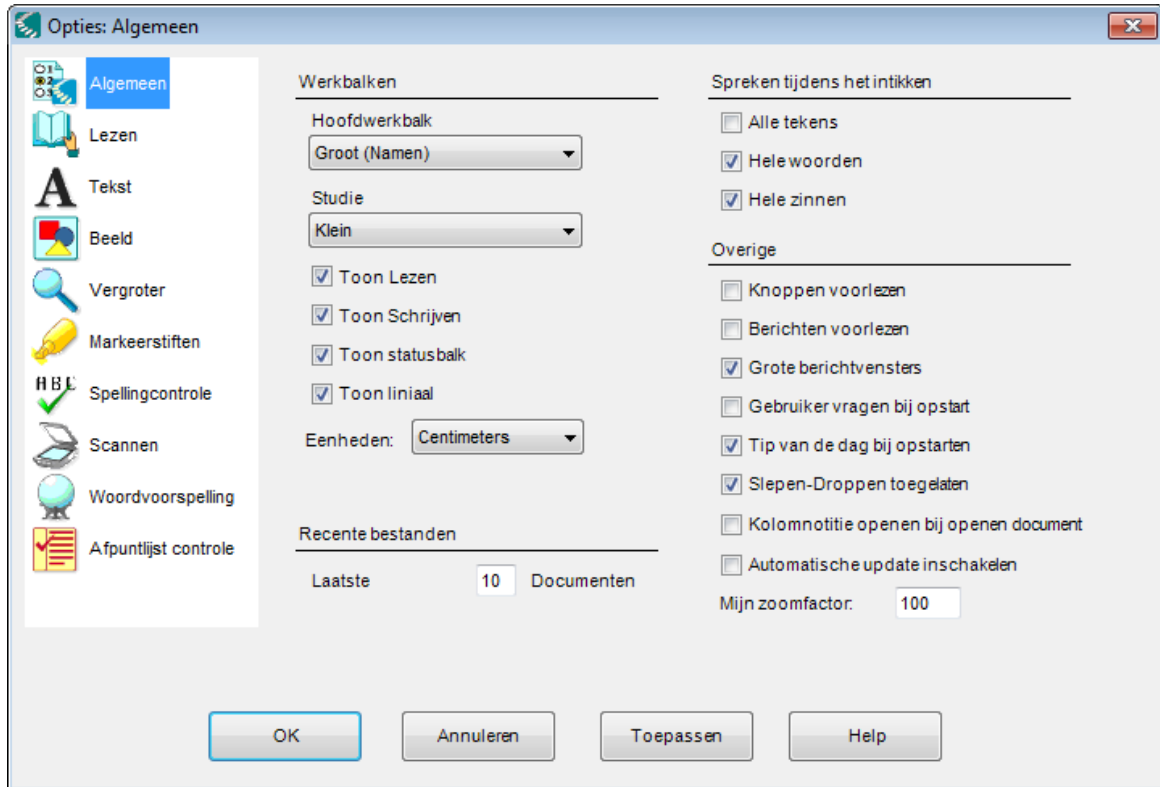 Opties: Algemeen
Algemeen
Lezen
Tekst
Beeld
Vergroter
Markeerstiften
ABC
Spellingcontrole
Scannen
Woordvoorspelling
Afpuntlijst controle
Werkbalken
Hoofdwerkbalk
Groot (Namen)
Studie
Klein
Toon Lezen
Toon Schrijven
Toon statusbalk
Toon liniaal
Eenheden: Centimeters
Recente bestanden
Laatste 10 Documenten
Spreken tijdens het intikken
Alle tekens
Hele woorden
Hele zinnen
Overige
Knoppen voorlezen
Berichten voorlezen
Grote berichtvensters
Gebruiker vragen bij opstart
Tip van de dag bij opstarten
Slepen-Droppen toegelaten
Kolomnotitie openen bij openen document
Automatische update inschakelen
Mijn zoomfactor: 100
OK Annuleren Toepassen Help